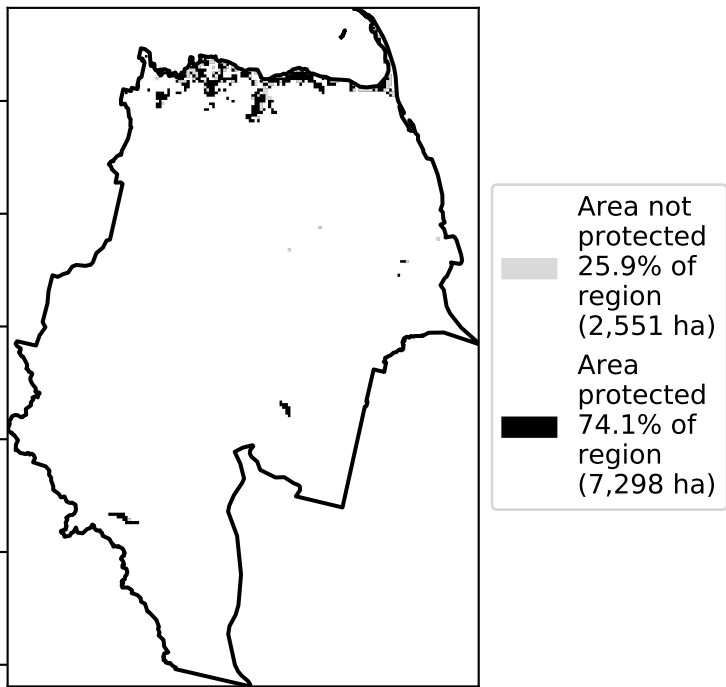 Area not
protected
25.9% of
region
(2,551 ha)
Area
protected
74.1% of
region
(7,298 ha)